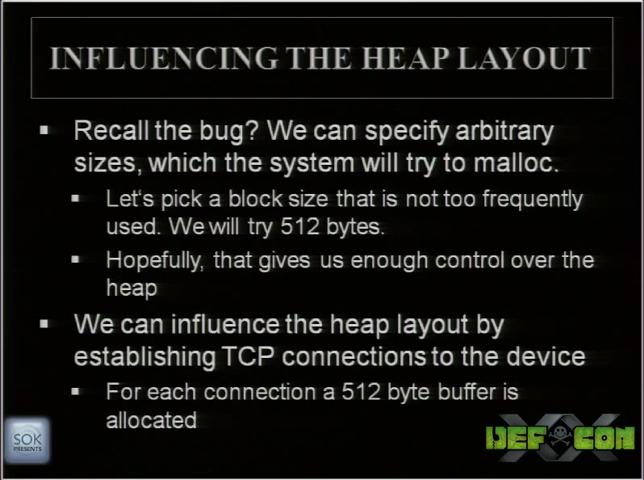 INFLUENCING THE HEAP LAYOUT
▪ Recall the bug? We can specify arbitrary
sizes, which the system will try to malloc.
▪ Let's pick a block size that is not too frequently
used. We will try 512 bytes.
▪ Hopefully, that gives us enough control over the
heap
▪ We can influence the heap layout by
establishing TCP connections to the device
▪ For each connection a 512 byte buffer is
allocated
SOK
PRESENTS
DEF CON
XX